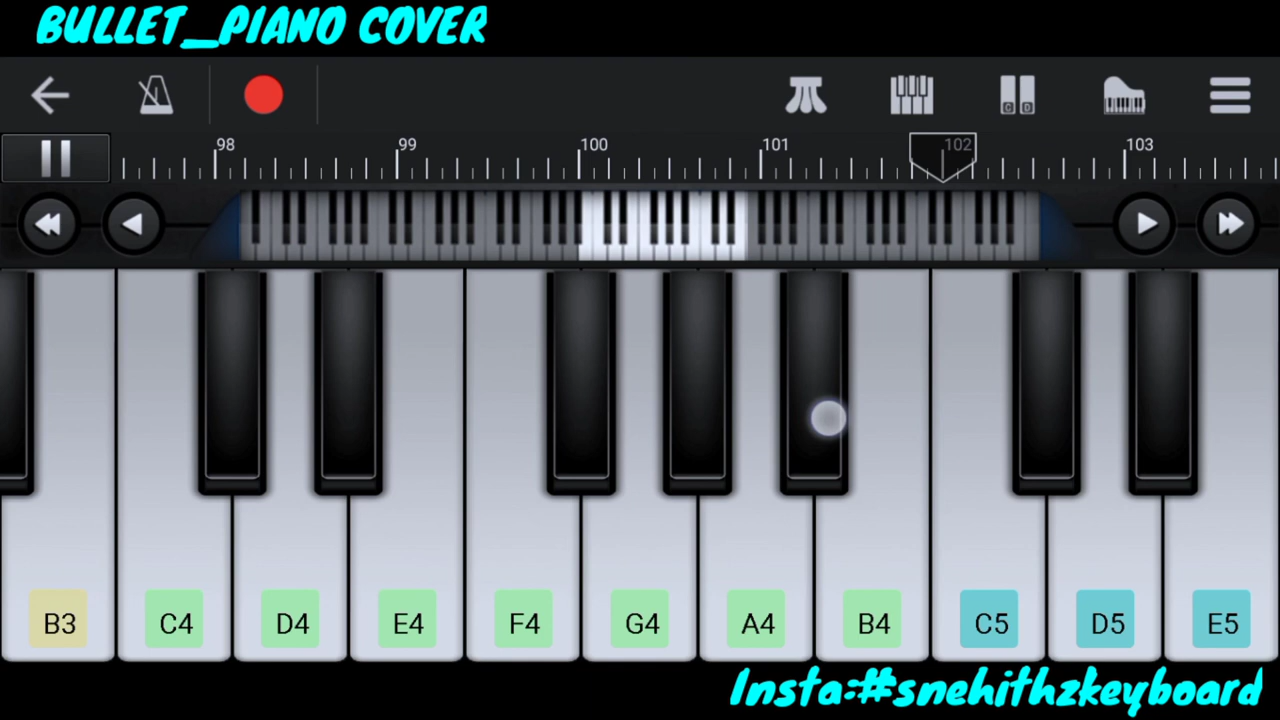 BULLET_PIANO COVER
98 99 100 101 102 103
C D
B3 C4 D4 E4 F4 G4 A4 B4 C5 D5 E5
Insta:#snehithzkeyboard